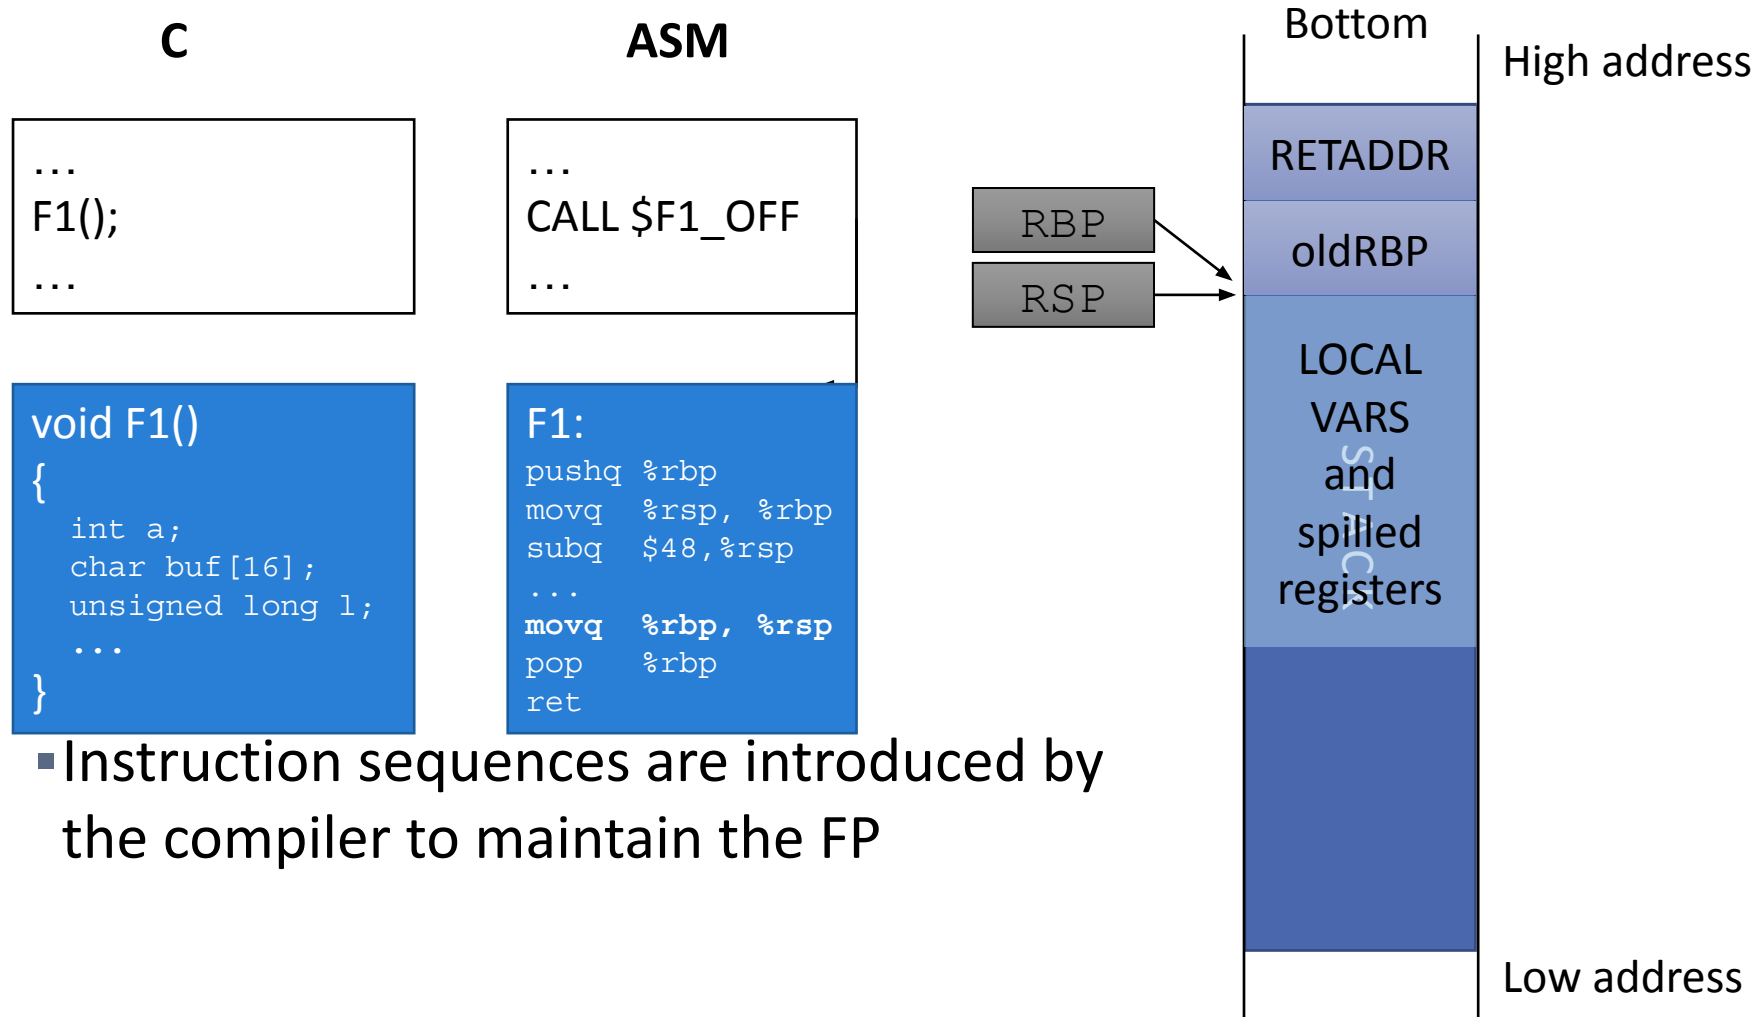 C
ASM
…
F1();
…
…
CALL $F1_OFF
…
void F1()
{
int a;
char buf[16];
unsigned long l;
...
}
F1:
pushq %rbp
movq %rsp, %rbp
subq $48,%rsp
...
movq %rbp, %rsp
pop %rbp
ret
RBP
RSP
Bottom
High address
RETADDR
oldRBP
LOCAL
VARS
and
spilled
registers
STACK
Low address
▪Instruction sequences are introduced by
the compiler to maintain the FP